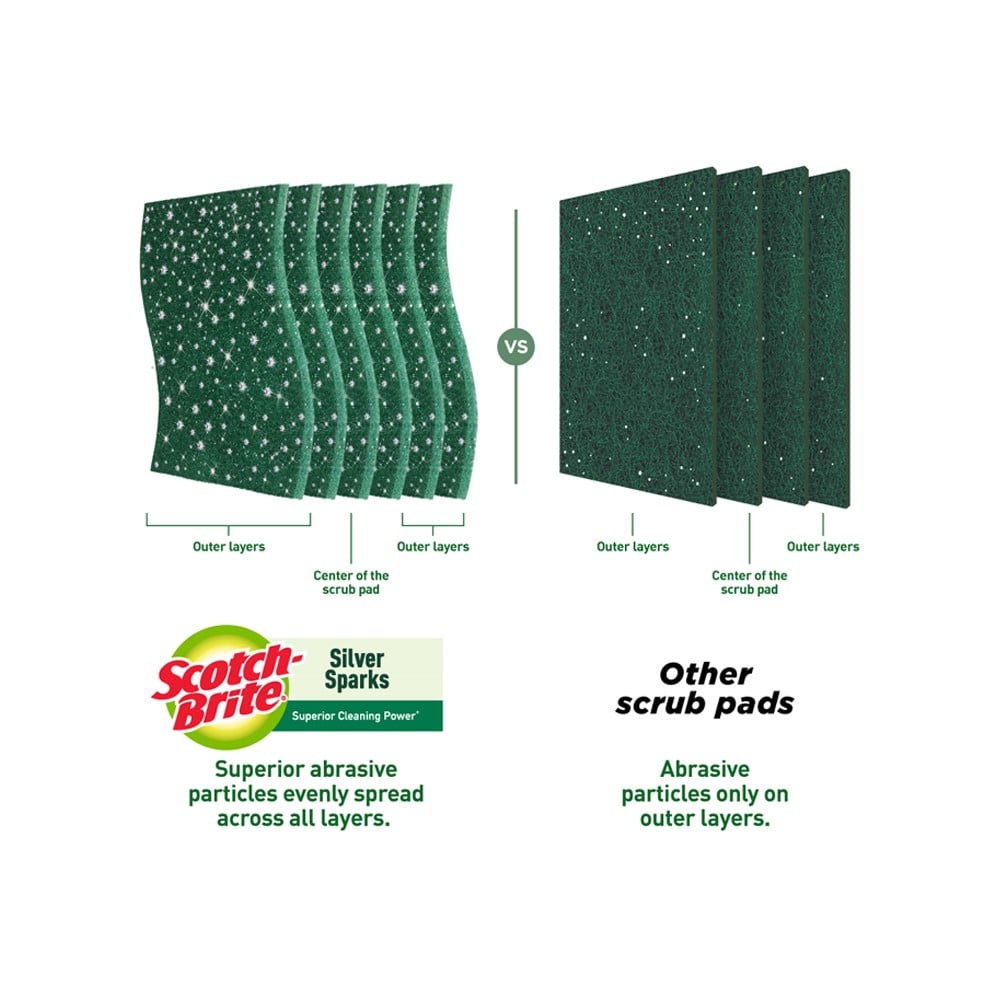 VS
Outer layers
Center of the
scrub pad
Outer layers
Outer layers
Center of the
scrub pad
Outer layers
Scotch-
Brite
Silver
Sparks
Superior Cleaning Power*
Superior abrasive
particles evenly spread
across all layers.
Other
scrub pads
Abrasive
particles only on
outer layers.